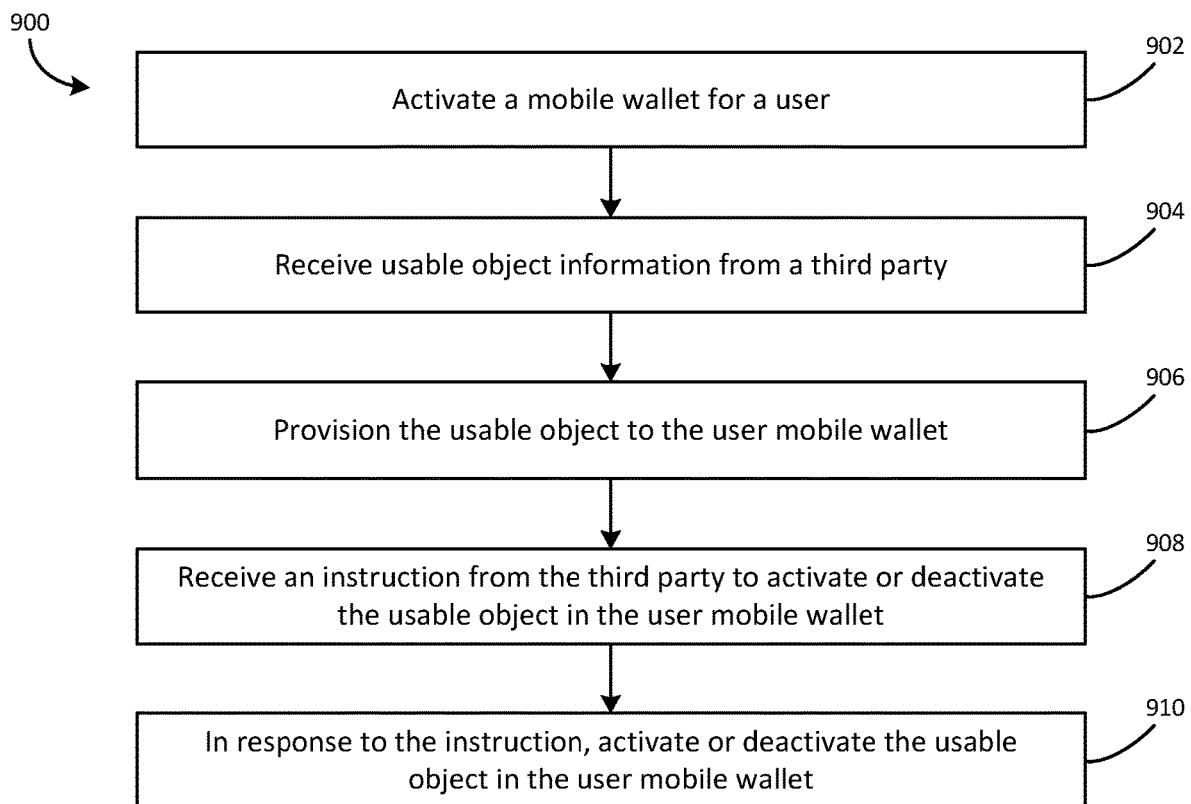 900
902
Activate a mobile wallet for a user
904
Receive usable object information from a third party
906
Provision the usable object to the user mobile wallet
908
Receive an instruction from the third party to activate or deactivate
the usable object in the user mobile wallet
910
In response to the instruction, activate or deactivate the usable
object in the user mobile wallet